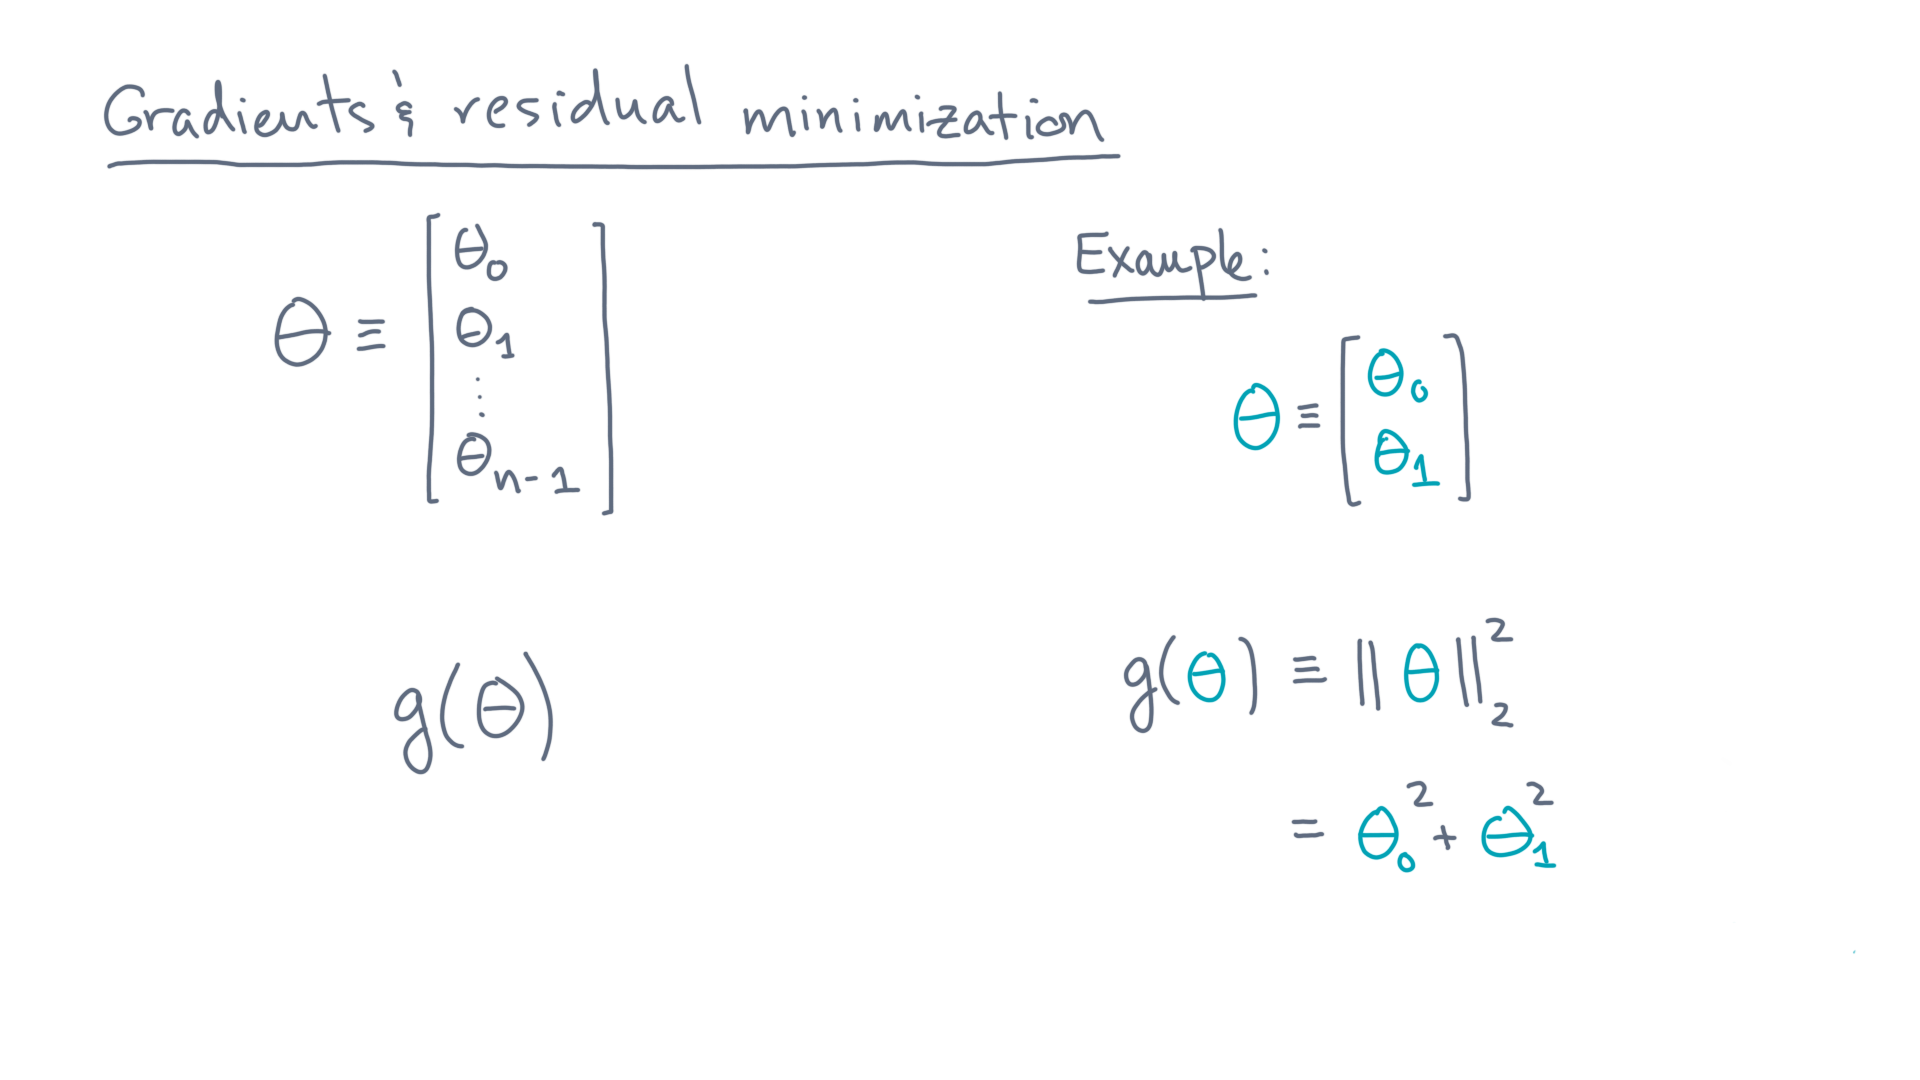 Gradients & residual minimization
θ ≡ [θ₀ θ₁ ⋮ θₙ₋₁]
g(θ)
Example:
θ ≡ [θ₀ θ₁]
g(θ) ≡ ||θ||₂²
= θ₀² + θ₁²